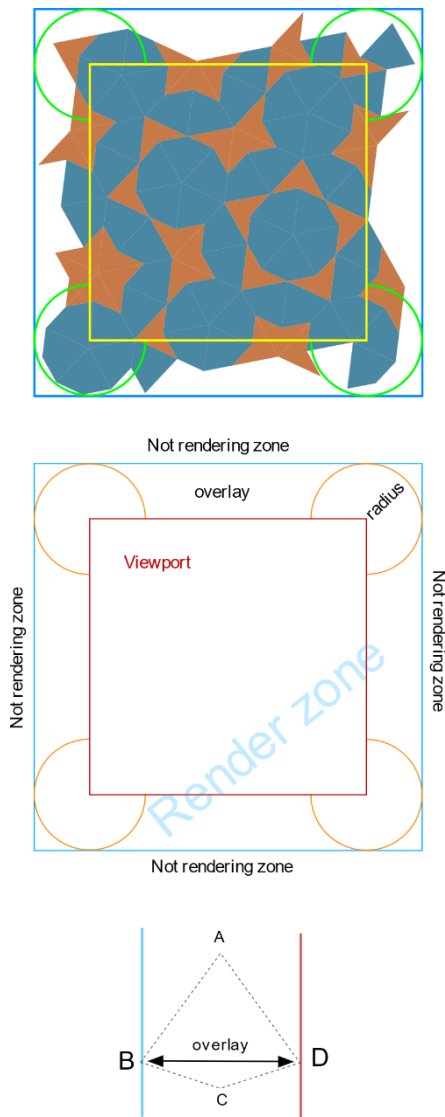 Not rendering zone
overlay
radius
Viewport
Not rendering zone
Not rendering zone
Render zone
Not rendering zone
A
overlay
B
D
C